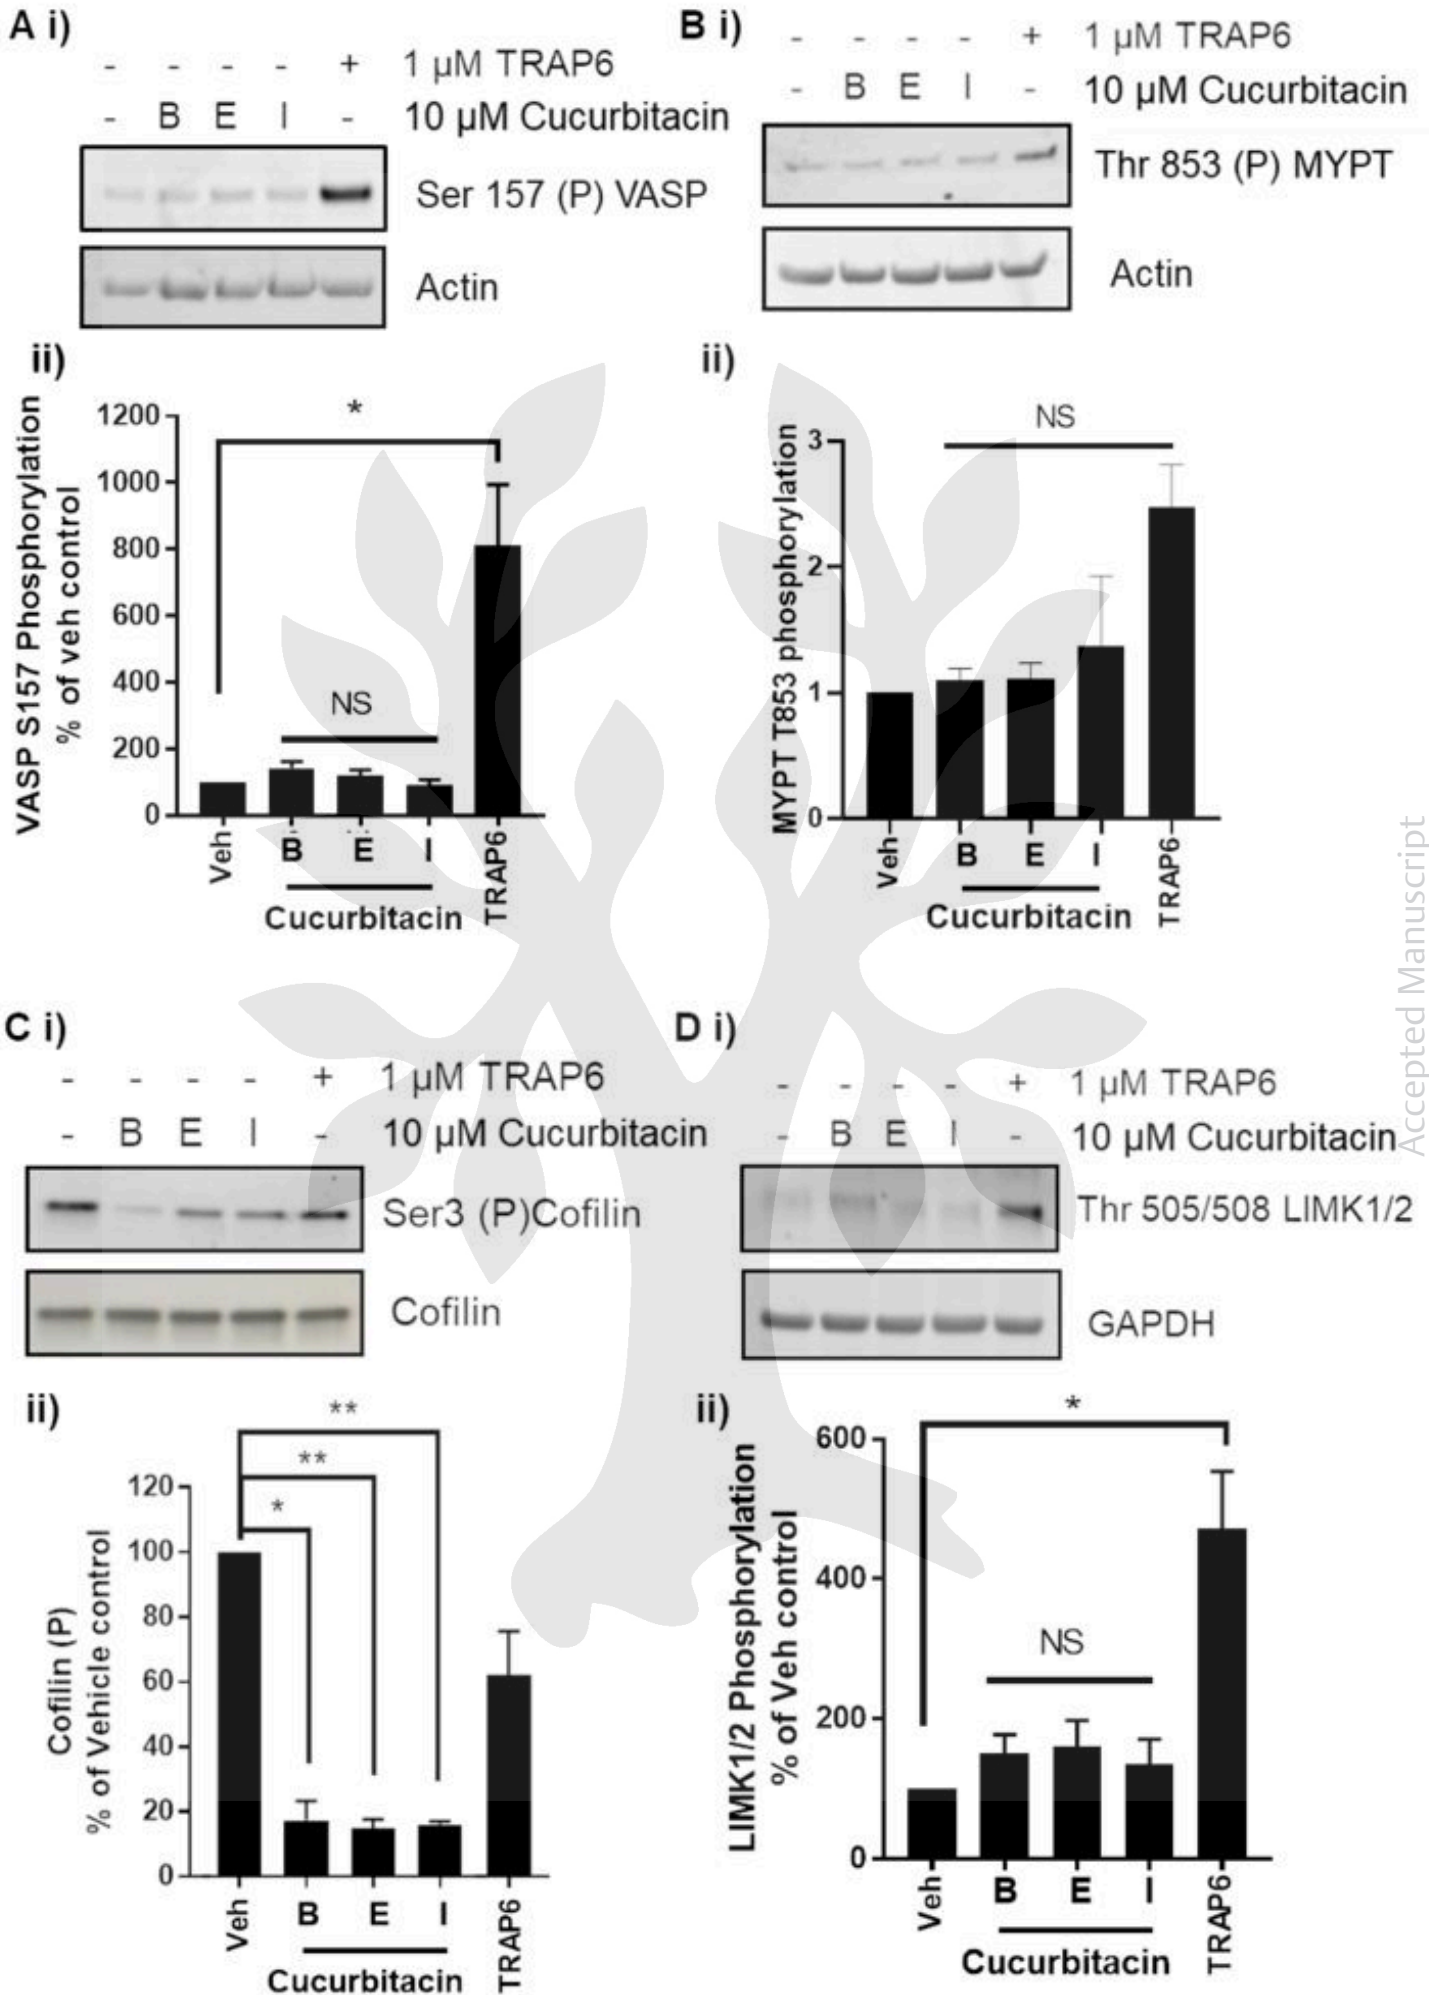 A i)
- - - - + 1 µM TRAP6
- B E I - 10 µM Cucurbitacin
Ser 157 (P) VASP
Actin
ii)
VASP S157 Phosphorylation
% of veh control
1200
1000
800
600
400
200
0
*
NS
Veh
B
E
I
TRAP6
Cucurbitacin
B i)
- - - - + 1 µM TRAP6
- B E I - 10 µM Cucurbitacin
Thr 853 (P) MYPT
Actin
ii)
MYPT T853 phosphorylation
3
2
1
0
NS
Veh
B
E
I
TRAP6
Cucurbitacin
C i)
- - - - + 1 µM TRAP6
- B E I - 10 µM Cucurbitacin
Ser3 (P)Cofilin
Cofilin
ii)
Cofilin (P)
% of Vehicle control
120
100
80
60
40
20
0
**
**
*
Veh
B
E
I
TRAP6
Cucurbitacin
D i)
- - - - + 1 µM TRAP6
- B E I - 10 µM Cucurbitacin
Thr 505/508 LIMK1/2
GAPDH
ii)
LIMK1/2 Phosphorylation
% of Veh control
600
400
200
0
*
NS
Veh
B
E
I
TRAP6
Cucurbitacin
Accepted Manuscript